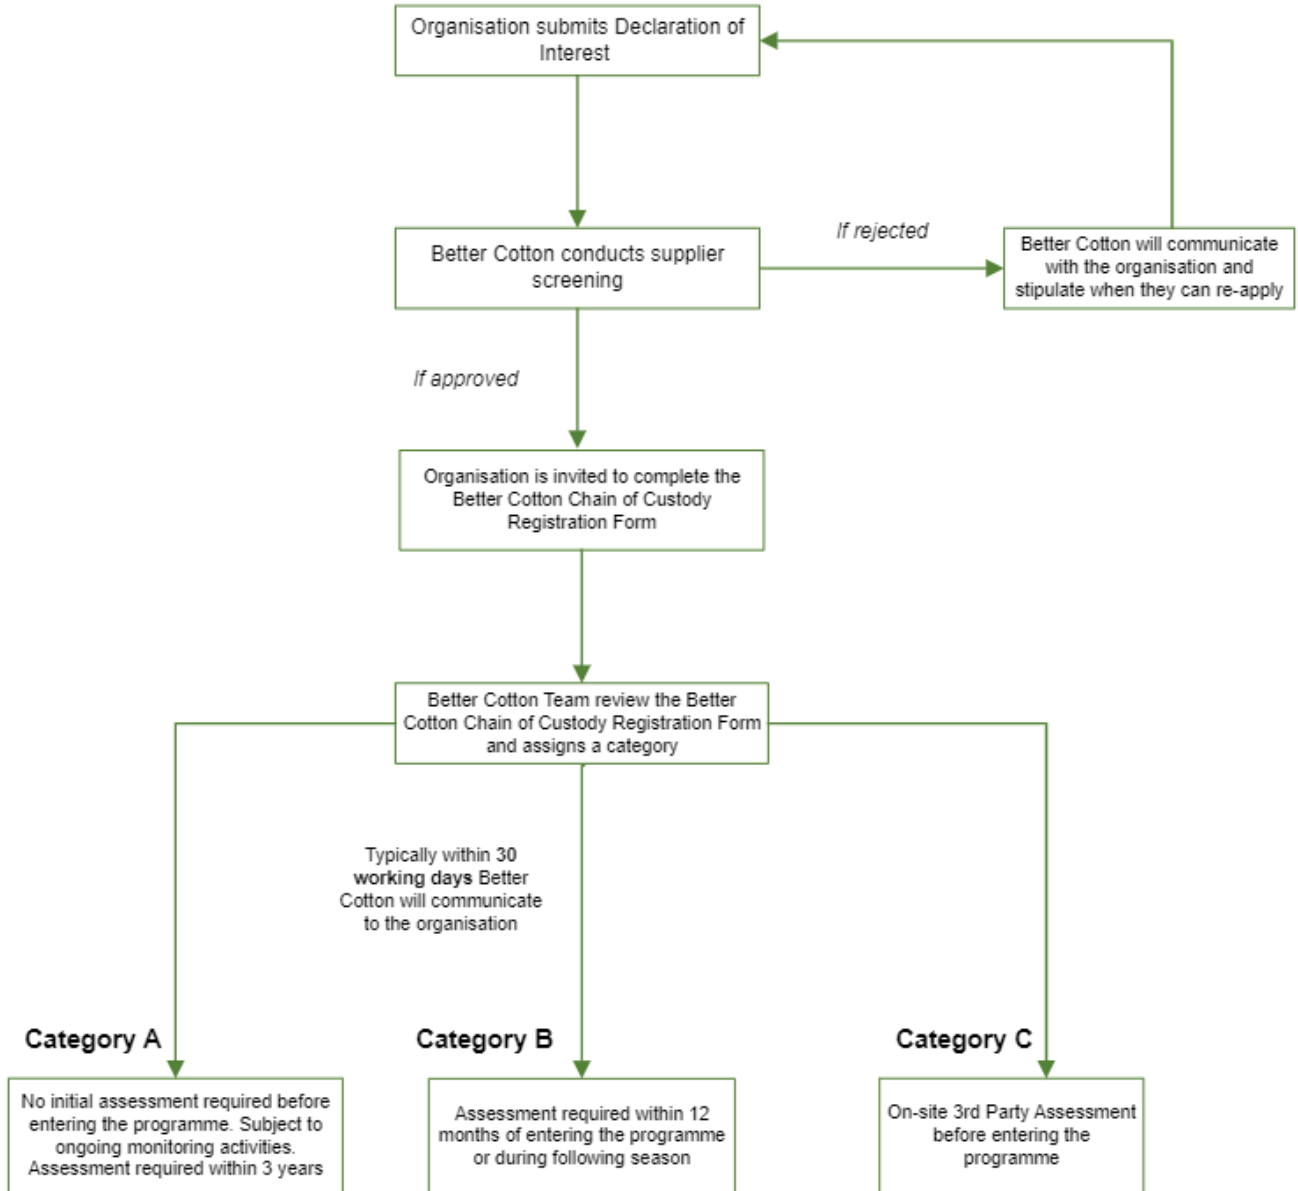 Organisation submits Declaration of
Interest
Better Cotton conducts supplier
screening
If rejected
Better Cotton will communicate
with the organisation and
stipulate when they can re-apply
If approved
Organisation is invited to complete the
Better Cotton Chain of Custody
Registration Form
Better Cotton Team review the Better
Cotton Chain of Custody Registration Form
and assigns a category
Typically within 30
working days Better
Cotton will communicate
to the organisation
Category A
No initial assessment required before
entering the programme. Subject to
ongoing monitoring activities.
Assessment required within 3 years
Category B
Assessment required within 12
months of entering the programme
or during following season
Category C
On-site 3rd Party Assessment
before entering the
programme